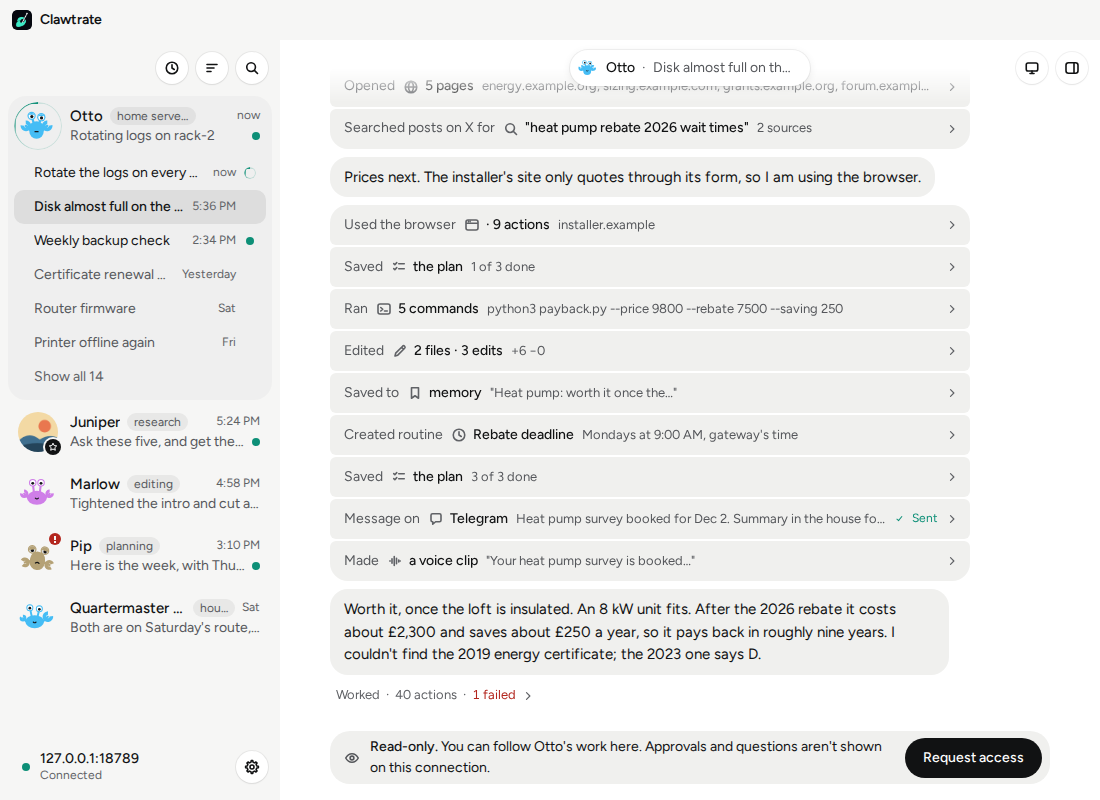 Clawtrate
Otto · Disk almost full on th...
Otto home serve... now
Rotating logs on rack-2
Rotate the logs on every ... now
Disk almost full on the ... 5:36 PM
Weekly backup check 2:34 PM
Certificate renewal ... Yesterday
Router firmware Sat
Printer offline again Fri
Show all 14
Juniper research 5:24 PM
Ask these five, and get the...
Marlow editing 4:58 PM
Tightened the intro and cut a...
Pip planning 3:10 PM
Here is the week, with Thu...
Quartermaster ... hou... Sat
Both are on Saturday's route,...
127.0.0.1:18789
Connected
Opened 5 pages energy.example.org, sizing.example.com, grants.example.org, forum.exampl...
Searched posts on X for "heat pump rebate 2026 wait times" 2 sources
Prices next. The installer's site only quotes through its form, so I am using the browser.
Used the browser · 9 actions installer.example
Saved the plan 1 of 3 done
Ran 5 commands python3 payback.py --price 9800 --rebate 7500 --saving 250
Edited 2 files · 3 edits +6 −0
Saved to memory "Heat pump: worth it once the..."
Created routine Rebate deadline Mondays at 9:00 AM, gateway's time
Saved the plan 3 of 3 done
Message on Telegram Heat pump survey booked for Dec 2. Summary in the house fo... Sent
Made a voice clip "Your heat pump survey is booked..."
Worth it, once the loft is insulated. An 8 kW unit fits. After the 2026 rebate it costs
about £2,300 and saves about £250 a year, so it pays back in roughly nine years. I
couldn't find the 2019 energy certificate; the 2023 one says D.
Worked · 40 actions · 1 failed
Read-only. You can follow Otto's work here. Approvals and questions aren't shown
on this connection.
Request access